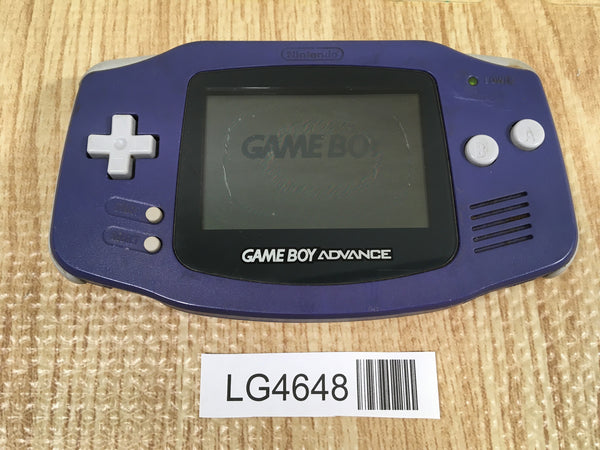 Nintendo
POWER
GAME BOY
B
A
GAME BOY ADVANCE
LG4648